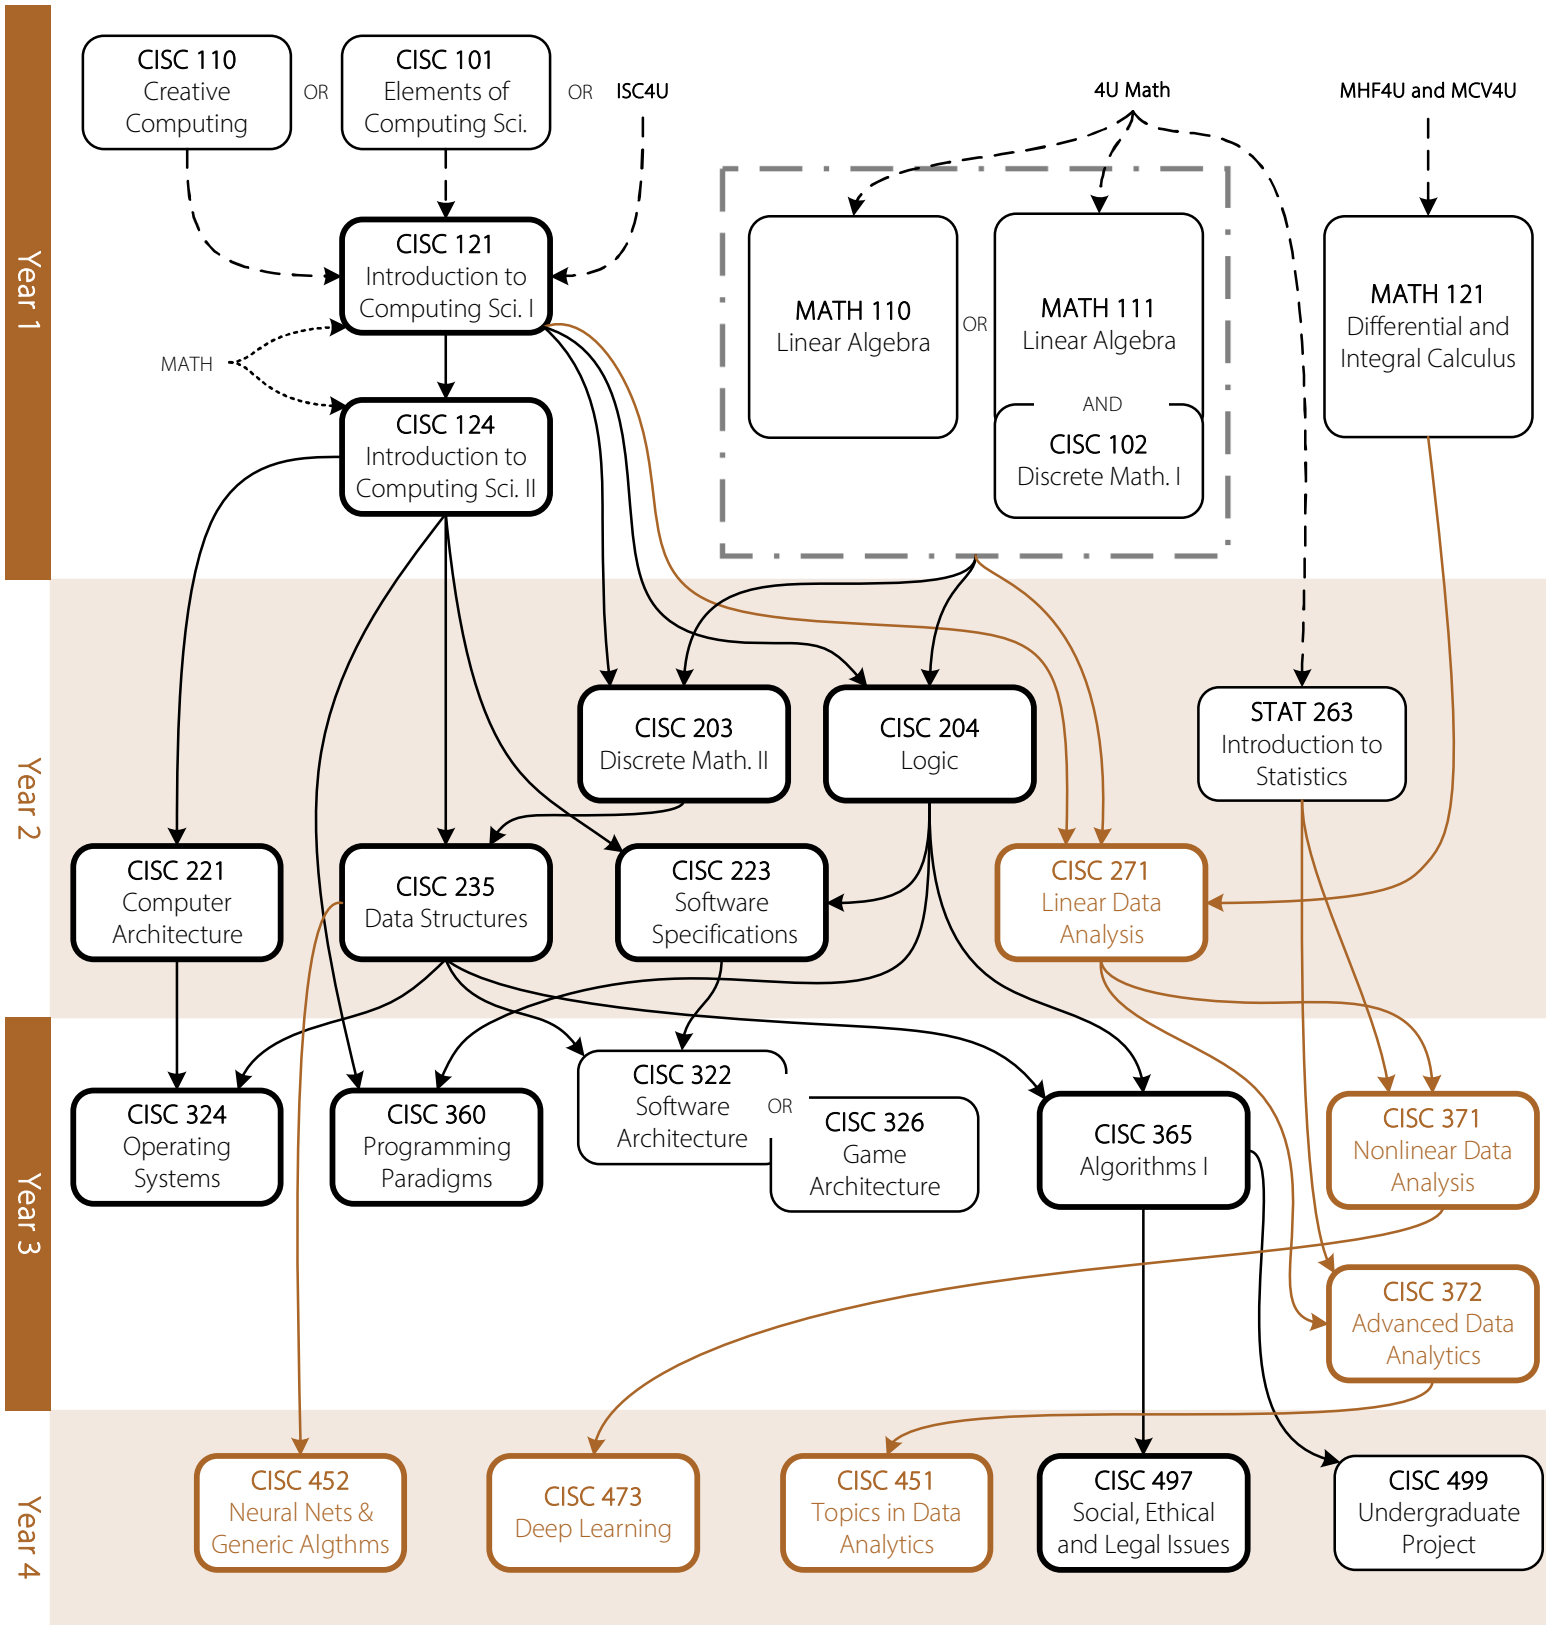 Year 1
CISC 110
Creative
Computing
OR
CISC 101
Elements of
Computing Sci.
OR
ISC4U
4U Math
MHF4U and MCV4U
CISC 121
Introduction to
Computing Sci. I
MATH
CISC 124
Introduction to
Computing Sci. II
MATH 110
Linear Algebra
OR
MATH 111
Linear Algebra
AND
CISC 102
Discrete Math. I
MATH 121
Differential and
Integral Calculus
Year 2
CISC 203
Discrete Math. II
CISC 204
Logic
STAT 263
Introduction to
Statistics
CISC 221
Computer
Architecture
CISC 235
Data Structures
CISC 223
Software
Specifications
CISC 271
Linear Data
Analysis
Year 3
CISC 324
Operating
Systems
CISC 360
Programming
Paradigms
CISC 322
Software
Architecture
OR
CISC 326
Game
Architecture
CISC 365
Algorithms I
CISC 371
Nonlinear Data
Analysis
CISC 372
Advanced Data
Analytics
Year 4
CISC 452
Neural Nets &
Generic Algthms
CISC 473
Deep Learning
CISC 451
Topics in Data
Analytics
CISC 497
Social, Ethical
and Legal Issues
CISC 499
Undergraduate
Project